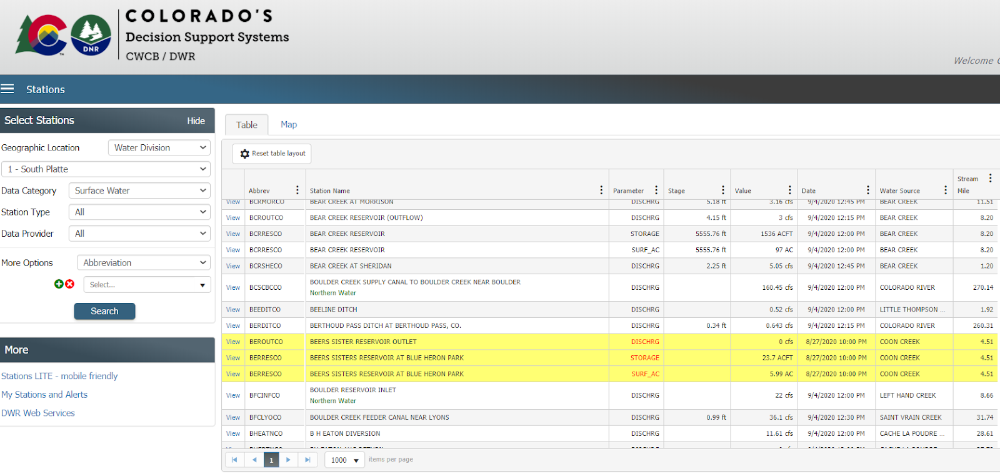 COLORADO'S
Decision Support Systems
CWCB / DWR
DNR
TM
Welcome
Stations
Select Stations Hide
Geographic Location Water Division
1 - South Platte
Data Category Surface Water
Station Type All
Data Provider All
More Options Abbreviation
Select...
Search
More
Stations LITE - mobile friendly
My Stations and Alerts
DWR Web Services
Table Map
Reset table layout
Abbrev Station Name Parameter Stage Value Date Water Source Stream Mile
View BCRMORCO BEAR CREEK AT MORRISON DISCHRG 5.18 ft 3.16 cfs 9/4/2020 12:45 PM BEAR CREEK 11.51
View BCROUTCO BEAR CREEK RESERVOIR (OUTFLOW) DISCHRG 4.15 ft 3 cfs 9/4/2020 12:15 PM BEAR CREEK 8.20
View BCRRESCO BEAR CREEK RESERVOIR STORAGE 5555.76 ft 1536 ACFT 9/4/2020 12:00 PM BEAR CREEK 8.20
View BCRRESCO BEAR CREEK RESERVOIR SURF_AC 5555.76 ft 97 AC 9/4/2020 12:00 PM BEAR CREEK 8.20
View BCRSHECO BEAR CREEK AT SHERIDAN DISCHRG 2.25 ft 5.05 cfs 9/4/2020 12:45 PM BEAR CREEK 1.20
View BCSCBCCO BOULDER CREEK SUPPLY CANAL TO BOULDER CREEK NEAR BOULDER DISCHRG 160.45 cfs 9/4/2020 12:00 PM COLORADO RIVER 270.14
Northern Water
View BEEDITCO BEELINE DITCH DISCHRG 0.52 cfs 9/4/2020 12:00 PM LITTLE THOMPSON ... 1.92
View BERDITCO BERTHOUD PASS DITCH AT BERTHOUD PASS, CO. DISCHRG 0.34 ft 0.643 cfs 9/4/2020 12:15 PM COLORADO RIVER 260.31
View BEROUTCO BEERS SISTER RESERVOIR OUTLET DISCHRG 0 cfs 8/27/2020 10:00 PM COON CREEK 4.51
View BERRESCO BEERS SISTERS RESERVOIR AT BLUE HERON PARK STORAGE 23.7 ACFT 8/27/2020 10:00 PM COON CREEK 4.51
View BERRESCO BEERS SISTERS RESERVOIR AT BLUE HERON PARK SURF_AC 5.99 AC 8/27/2020 10:00 PM COON CREEK 4.51
View BFCINFCO BOULDER RESERVOIR INLET DISCHRG 22 cfs 9/4/2020 12:00 PM LEFT HAND CREEK 8.66
Northern Water
View BFCLYOCO BOULDER CREEK FEEDER CANAL NEAR LYONS DISCHRG 0.99 ft 36.1 cfs 9/4/2020 12:30 PM SAINT VRAIN CREEK 31.74
View BHEATNCO B H EATON DIVERSION DISCHRG 11.61 cfs 9/4/2020 12:00 PM CACHE LA POUDRE ... 28.61
1 1000 items per page